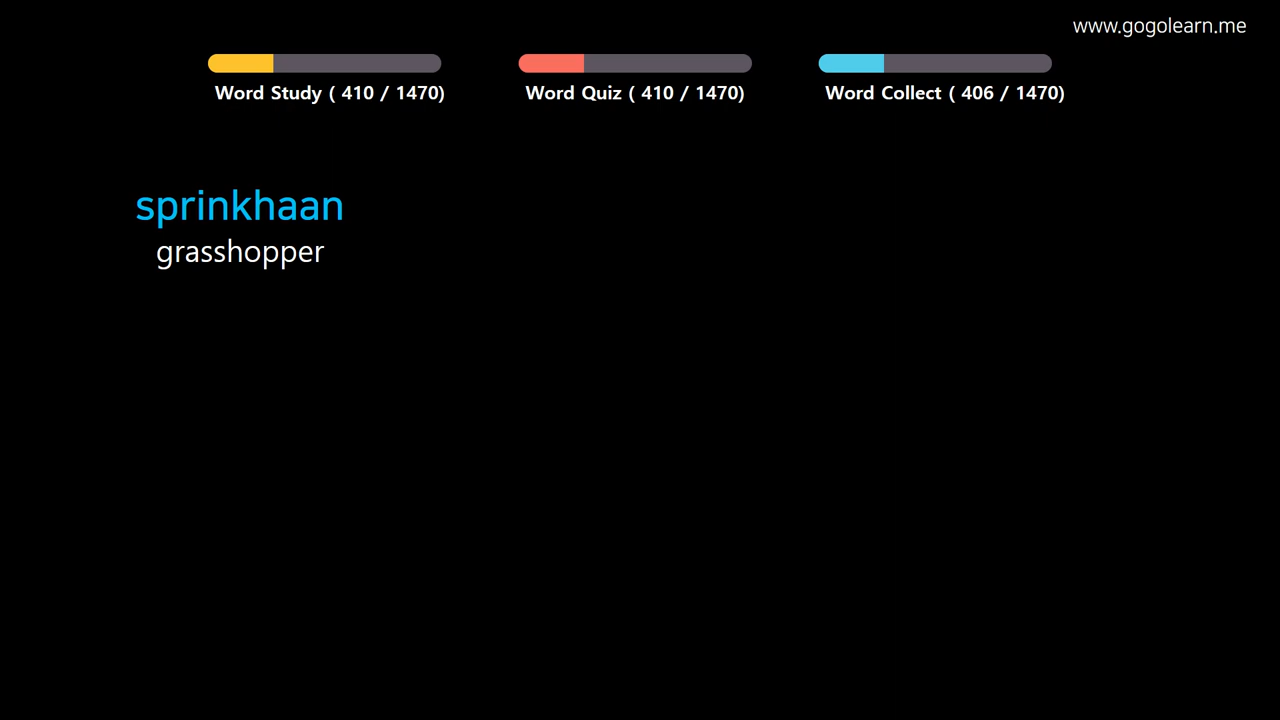 www.gogolearn.me
Word Study ( 410 / 1470)
Word Quiz ( 410 / 1470)
Word Collect ( 406 / 1470)
sprinkhaan
grasshopper